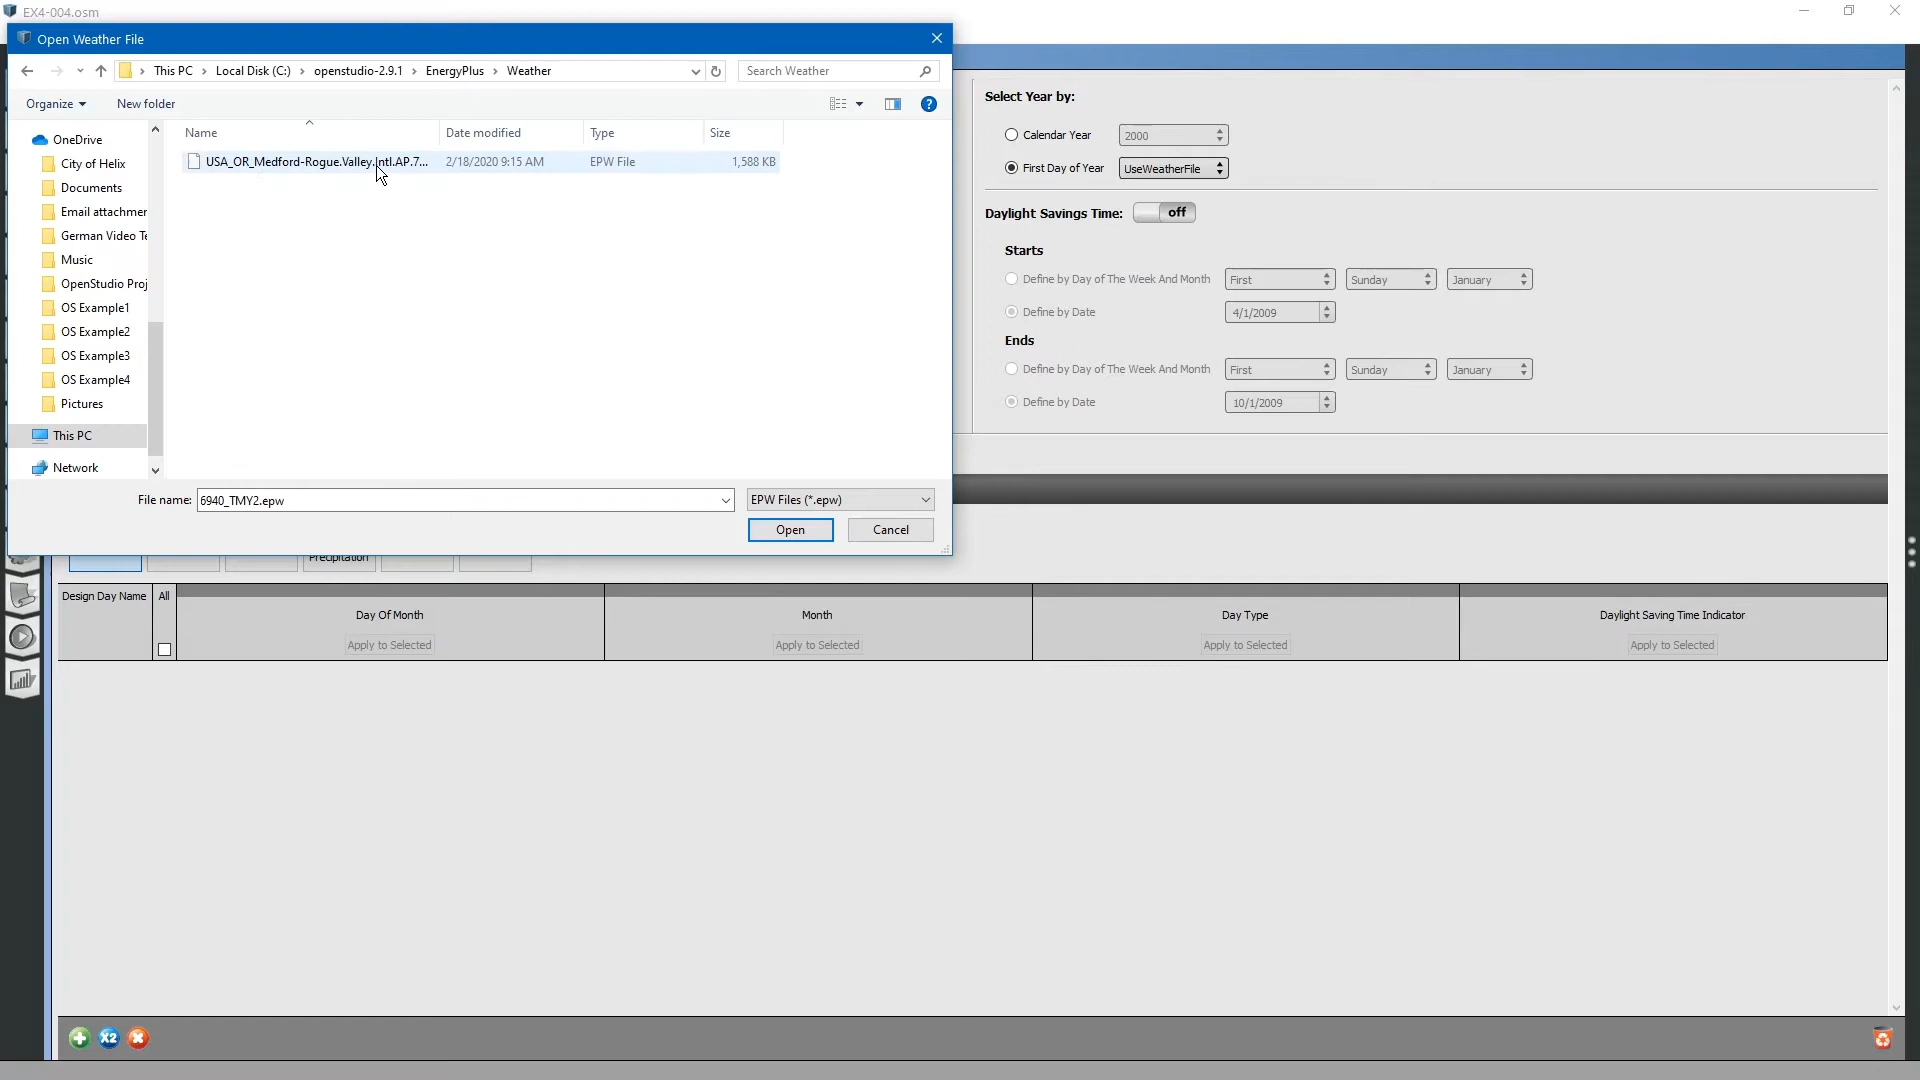 EX4-004.osm
Open Weather File
This PC > Local Disk (C:) > openstudio-2.9.1 > EnergyPlus > Weather
Search Weather
Organize
New folder
OneDrive
City of Helix
Documents
Email attachmer
German Video Te
Music
OpenStudio Proj
OS Example1
OS Example2
OS Example3
OS Example4
Pictures
This PC
Network
Name Date modified Type Size
USA_OR_Medford-Rogue.Valley.Intl.AP.7... 2/18/2020 9:15 AM EPW File 1,588 KB
File name: 6940_TMY2.epw EPW Files (*.epw)
Open Cancel
Select Year by:
Calendar Year 2000
First Day of Year UseWeatherFile
Daylight Savings Time: off
Starts
Define by Day of The Week And Month First Sunday January
Define by Date 4/1/2009
Ends
Define by Day of The Week And Month First Sunday January
Define by Date 10/1/2009
Precipitation
Design Day Name All Day Of Month Month Day Type Daylight Saving Time Indicator
Apply to Selected Apply to Selected Apply to Selected Apply to Selected
X2